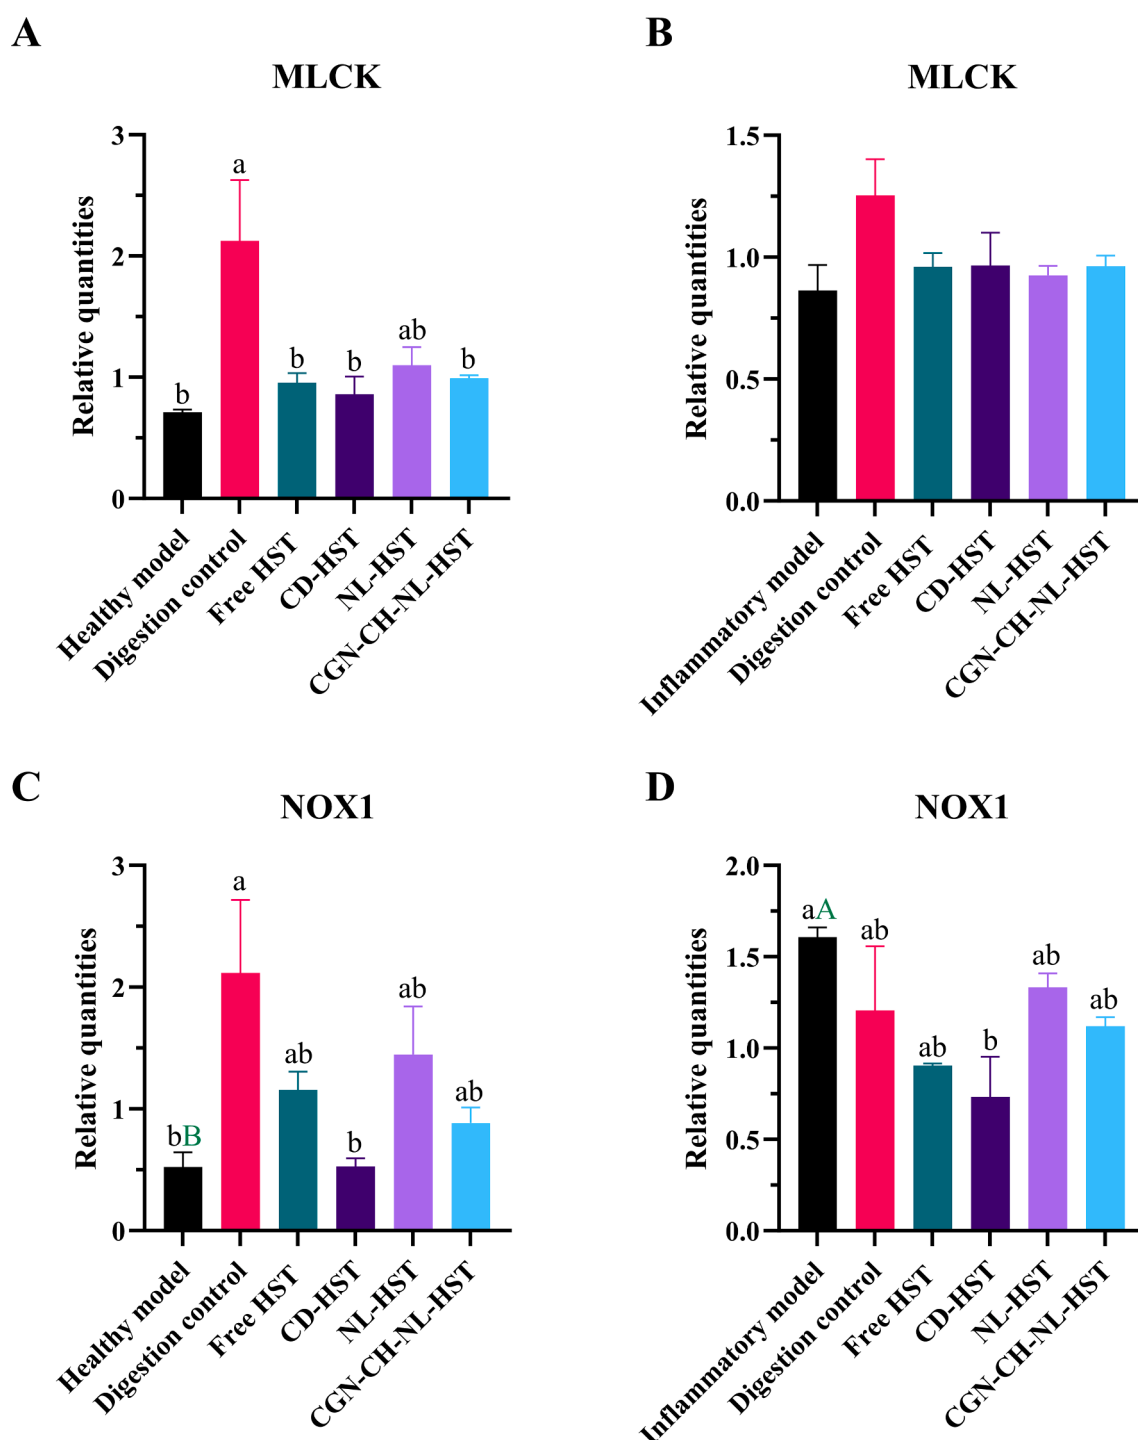 A
MLCK
Relative quantities
3
2
1
0
b
a
b
b
ab
b
Healthy model
Digestion control
Free HST
CD-HST
NL-HST
CGN-CH-NL-HST
B
MLCK
Relative quantities
1.5
1.0
0.5
0.0
Inflammatory model
Digestion control
Free HST
CD-HST
NL-HST
CGN-CH-NL-HST
C
NOX1
Relative quantities
3
2
1
0
bB
a
ab
b
ab
ab
Healthy model
Digestion control
Free HST
CD-HST
NL-HST
CGN-CH-NL-HST
D
NOX1
Relative quantities
2.0
1.5
1.0
0.5
0.0
aA
ab
ab
b
ab
ab
Inflammatory model
Digestion control
Free HST
CD-HST
NL-HST
CGN-CH-NL-HST